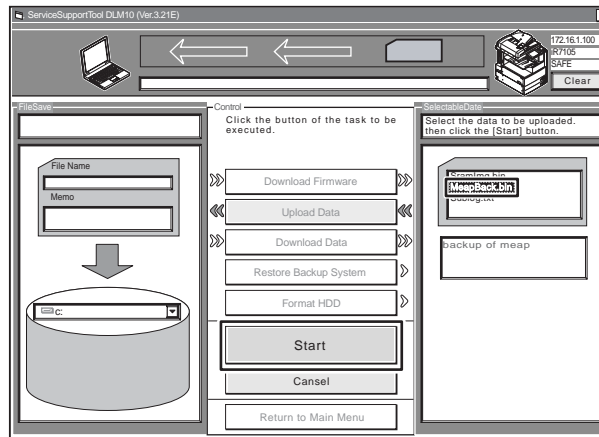 ServiceSupportTool DLM10 (Ver.3.21E)
172.16.1.100
iR7105
SAFE
Clear
FileSave
File Name
Memo
C:
Control
Click the button of the task to be
executed.
Download Firmware
Upload Data
Download Data
Restore Backup System
Format HDD
Start
Cansel
Return to Main Menu
SelectableDate
Select the data to be uploaded.
then click the [Start] button.
SramImg.bin
MeapBack.bin
Sublog.txt
backup of meap